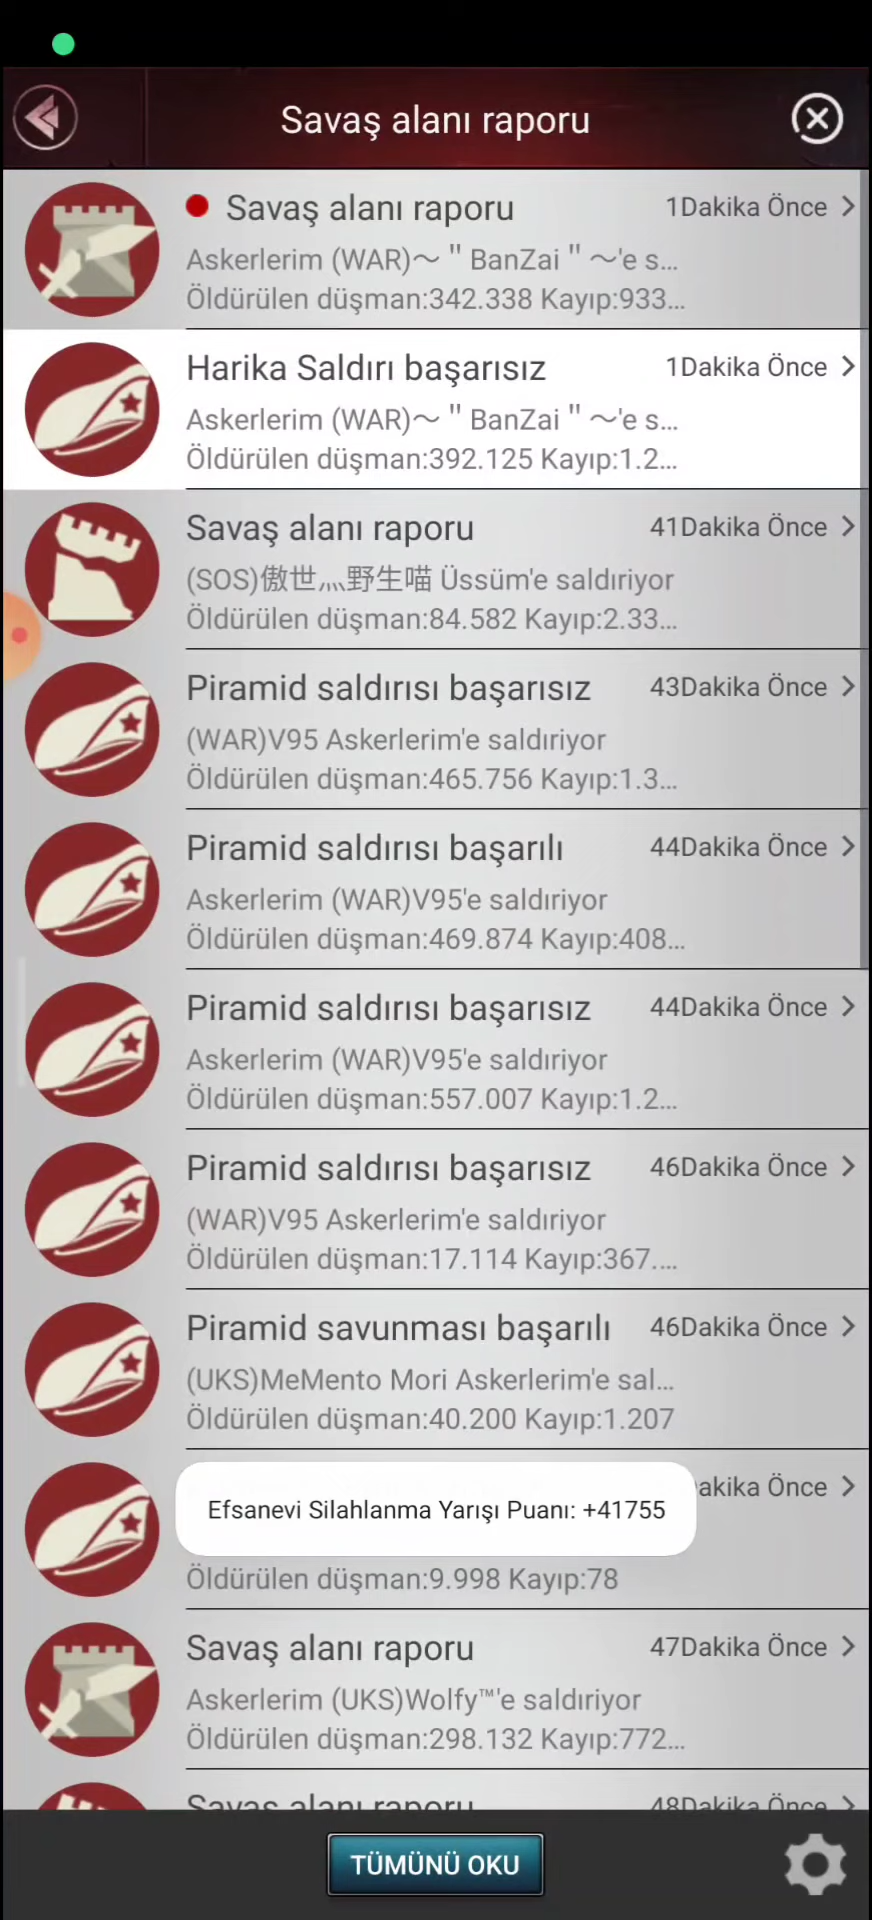 Savaş alanı raporu
Savaş alanı raporu 1Dakika Önce
Askerlerim (WAR)～＂BanZai＂～'e s...
Öldürülen düşman:342.338 Kayıp:933...
Harika Saldırı başarısız 1Dakika Önce
Askerlerim (WAR)～＂BanZai＂～'e s...
Öldürülen düşman:392.125 Kayıp:1.2...
Savaş alanı raporu 41Dakika Önce
(SOS)傲世灬野生喵 Üssüm'e saldırıyor
Öldürülen düşman:84.582 Kayıp:2.33...
Piramid saldırısı başarısız 43Dakika Önce
(WAR)V95 Askerlerim'e saldırıyor
Öldürülen düşman:465.756 Kayıp:1.3...
Piramid saldırısı başarılı 44Dakika Önce
Askerlerim (WAR)V95'e saldırıyor
Öldürülen düşman:469.874 Kayıp:408...
Piramid saldırısı başarısız 44Dakika Önce
Askerlerim (WAR)V95'e saldırıyor
Öldürülen düşman:557.007 Kayıp:1.2...
Piramid saldırısı başarısız 46Dakika Önce
(WAR)V95 Askerlerim'e saldırıyor
Öldürülen düşman:17.114 Kayıp:367....
Piramid savunması başarılı 46Dakika Önce
(UKS)MeMento Mori Askerlerim'e sal...
Öldürülen düşman:40.200 Kayıp:1.207
akika Önce
Efsanevi Silahlanma Yarışı Puanı: +41755
Öldürülen düşman:9.998 Kayıp:78
Savaş alanı raporu 47Dakika Önce
Askerlerim (UKS)Wolfy™'e saldırıyor
Öldürülen düşman:298.132 Kayıp:772...
Savaş alanı raporu 48Dakika Önce
TÜMÜNÜ OKU